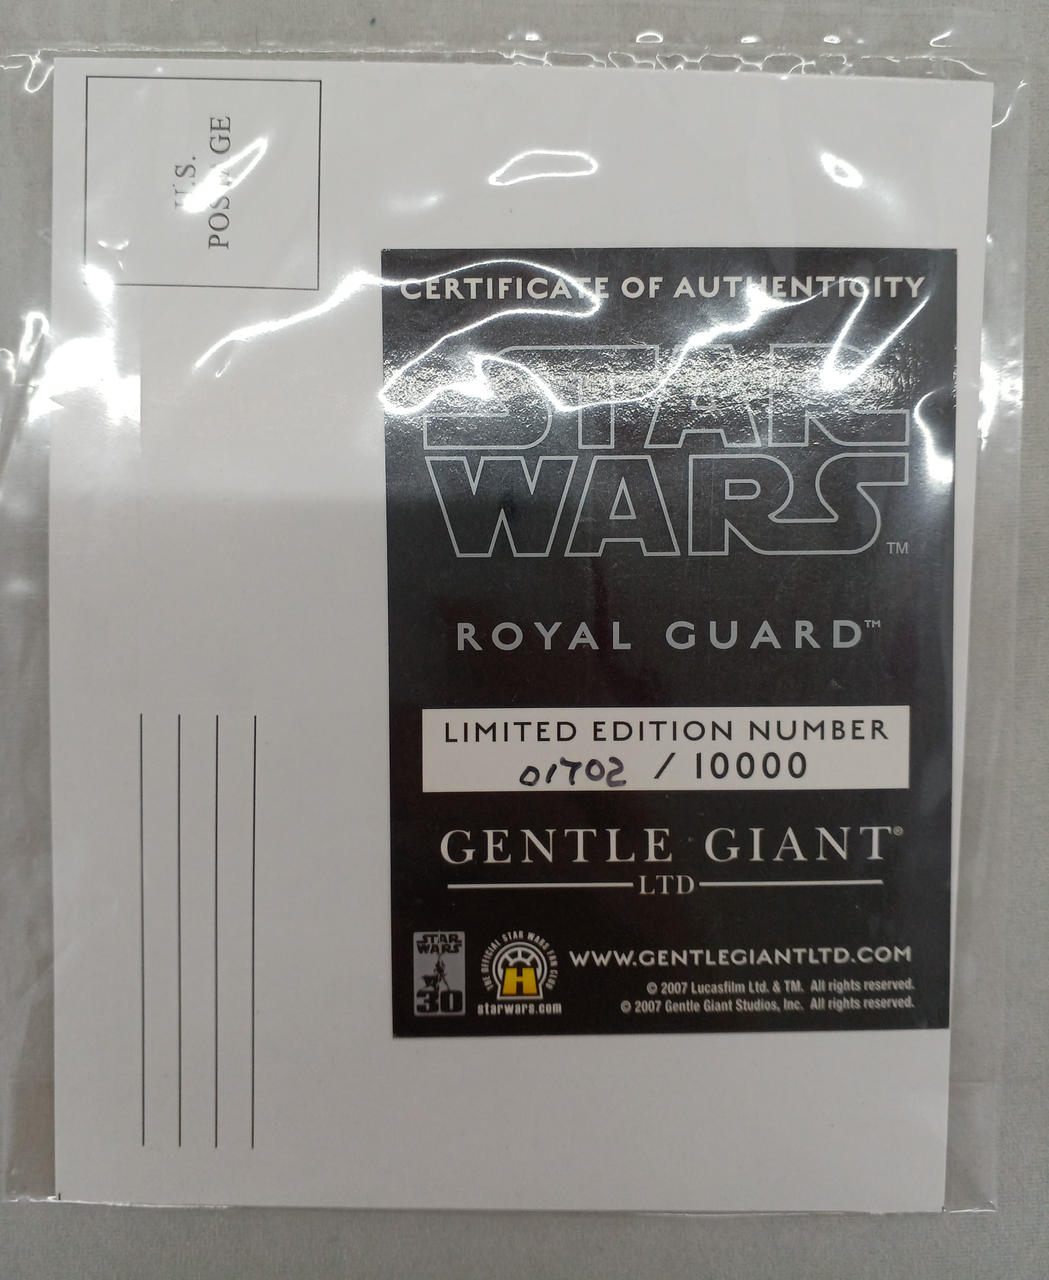 U.S.
POSTAGE
CERTIFICATE OF AUTHENTICITY
STAR
WARS
TM
ROYAL GUARD™
LIMITED EDITION NUMBER
01702 / 10000
GENTLE GIANT®
LTD
STAR
WARS
30
THE OFFICIAL STAR WARS FAN CLUB
H
starwars.com
WWW.GENTLEGIANTLTD.COM
© 2007 Lucasfilm Ltd. & TM. All rights reserved.
© 2007 Gentle Giant Studios, Inc. All rights reserved.